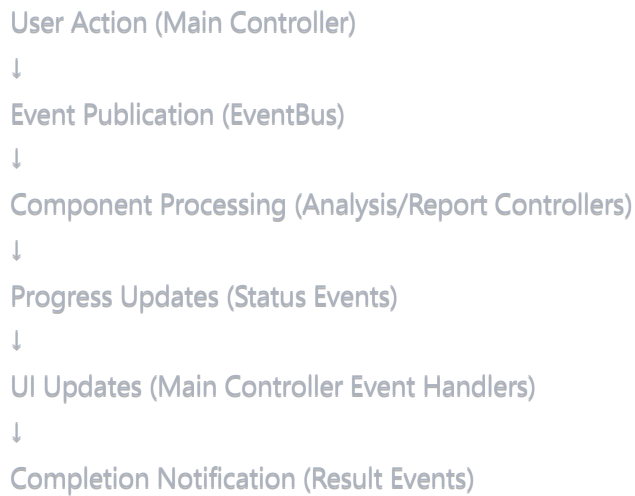 User Action (Main Controller)
↓
Event Publication (EventBus)
↓
Component Processing (Analysis/Report Controllers)
↓
Progress Updates (Status Events)
↓
UI Updates (Main Controller Event Handlers)
↓
Completion Notification (Result Events)